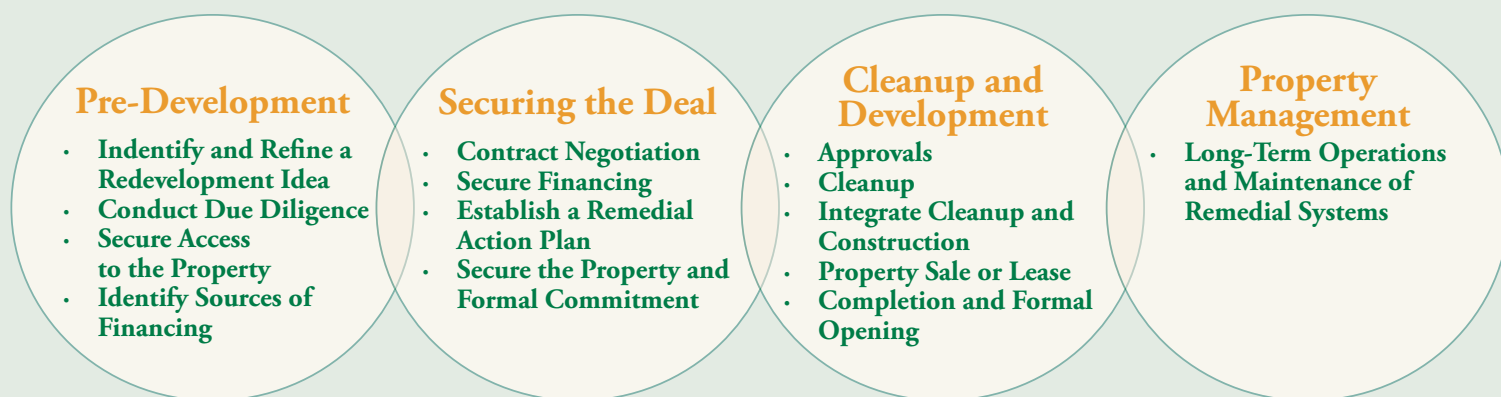 Pre-Development
· Indentify and Refine a
Redevelopment Idea
· Conduct Due Diligence
· Secure Access
to the Property
· Identify Sources of
Financing
Securing the Deal
· Contract Negotiation
· Secure Financing
· Establish a Remedial
Action Plan
· Secure the Property and
Formal Commitment
Cleanup and
Development
· Approvals
· Cleanup
· Integrate Cleanup and
Construction
· Property Sale or Lease
· Completion and Formal
Opening
Property
Management
· Long-Term Operations
and Maintenance of
Remedial Systems